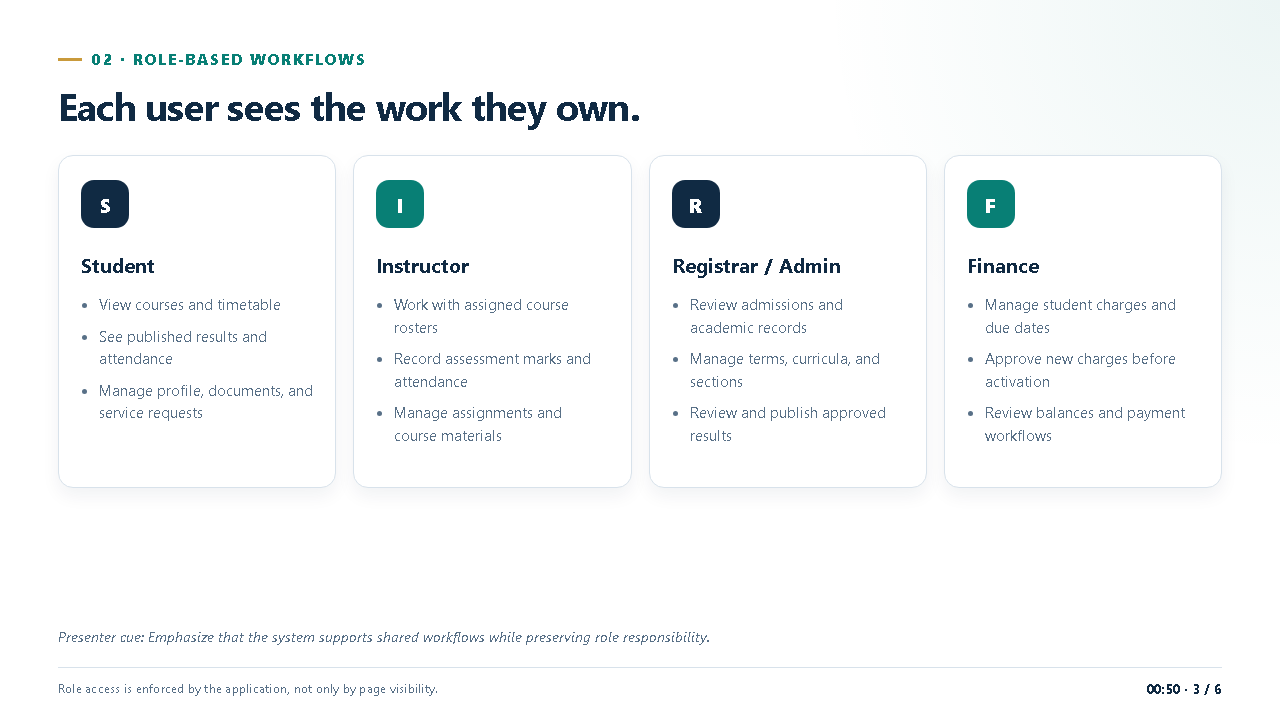 02 · ROLE-BASED WORKFLOWS
Each user sees the work they own.
S
Student
• View courses and timetable
• See published results and
attendance
• Manage profile, documents, and
service requests
I
Instructor
• Work with assigned course
rosters
• Record assessment marks and
attendance
• Manage assignments and
course materials
R
Registrar / Admin
• Review admissions and
academic records
• Manage terms, curricula, and
sections
• Review and publish approved
results
F
Finance
• Manage student charges and
due dates
• Approve new charges before
activation
• Review balances and payment
workflows
Presenter cue: Emphasize that the system supports shared workflows while preserving role responsibility.
Role access is enforced by the application, not only by page visibility.
00:50 · 3 / 6